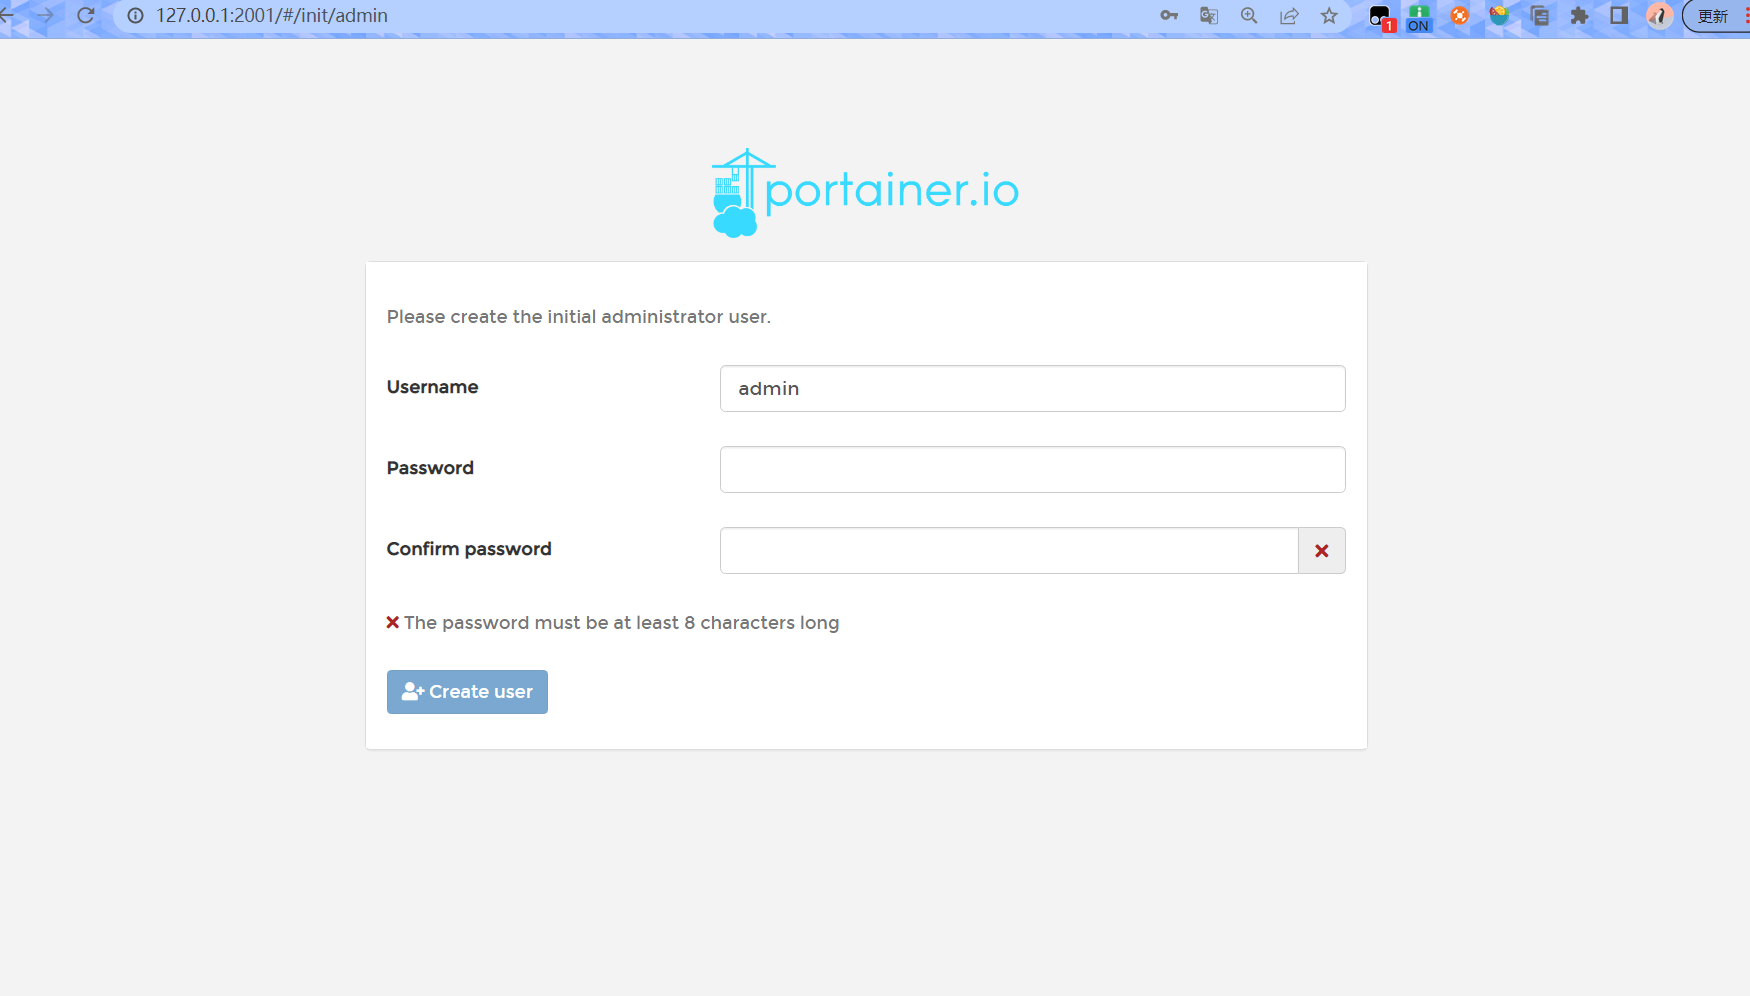 127.0.0.1:2001/#/init/admin
1
ON
更新
portainer.io
Please create the initial administrator user.
Username
admin
Password
Confirm password
The password must be at least 8 characters long
Create user